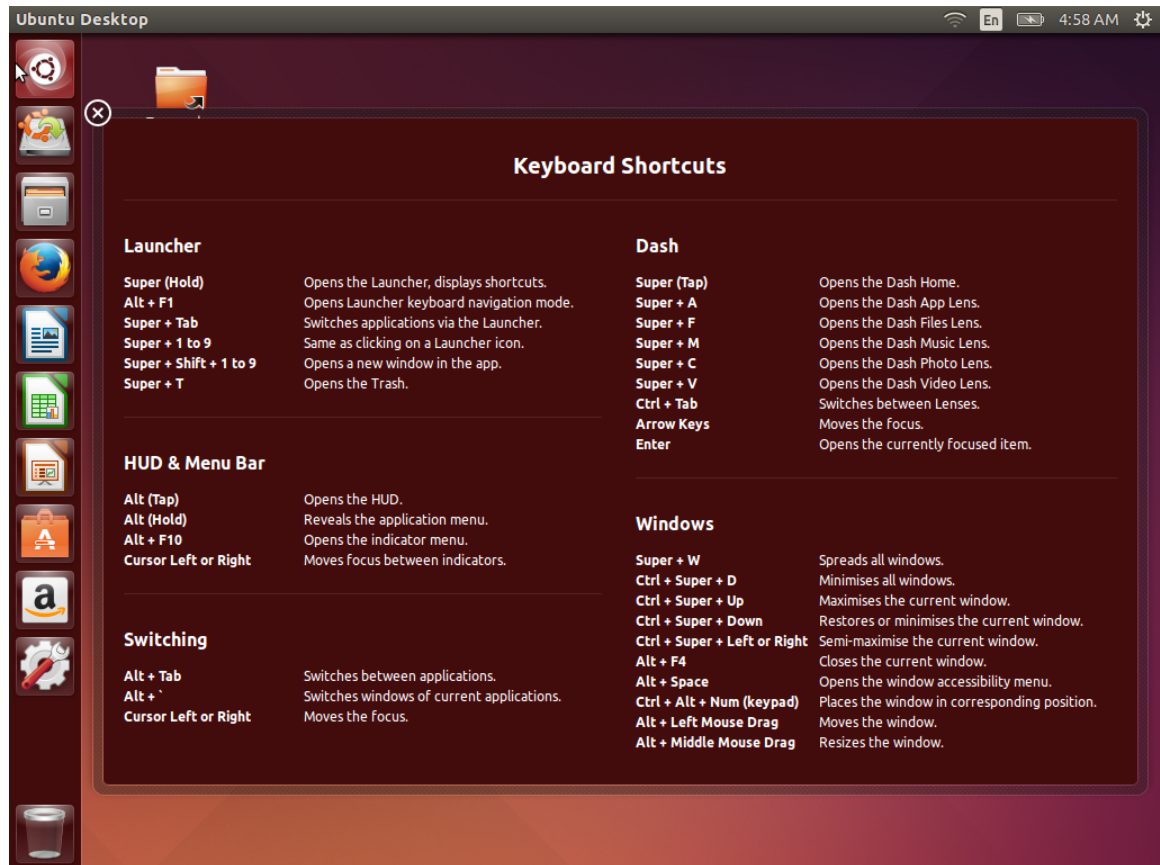 Ubuntu Desktop
En
4:58 AM
Keyboard Shortcuts
Launcher
Super (Hold) Opens the Launcher, displays shortcuts.
Alt + F1 Opens Launcher keyboard navigation mode.
Super + Tab Switches applications via the Launcher.
Super + 1 to 9 Same as clicking on a Launcher icon.
Super + Shift + 1 to 9 Opens a new window in the app.
Super + T Opens the Trash.
HUD & Menu Bar
Alt (Tap) Opens the HUD.
Alt (Hold) Reveals the application menu.
Alt + F10 Opens the indicator menu.
Cursor Left or Right Moves focus between indicators.
Switching
Alt + Tab Switches between applications.
Alt + ` Switches windows of current applications.
Cursor Left or Right Moves the focus.
Dash
Super (Tap) Opens the Dash Home.
Super + A Opens the Dash App Lens.
Super + F Opens the Dash Files Lens.
Super + M Opens the Dash Music Lens.
Super + C Opens the Dash Photo Lens.
Super + V Opens the Dash Video Lens.
Ctrl + Tab Switches between Lenses.
Arrow Keys Moves the focus.
Enter Opens the currently focused item.
Windows
Super + W Spreads all windows.
Ctrl + Super + D Minimises all windows.
Ctrl + Super + Up Maximises the current window.
Ctrl + Super + Down Restores or minimises the current window.
Ctrl + Super + Left or Right Semi-maximise the current window.
Alt + F4 Closes the current window.
Alt + Space Opens the window accessibility menu.
Ctrl + Alt + Num (keypad) Places the window in corresponding position.
Alt + Left Mouse Drag Moves the window.
Alt + Middle Mouse Drag Resizes the window.
A
a